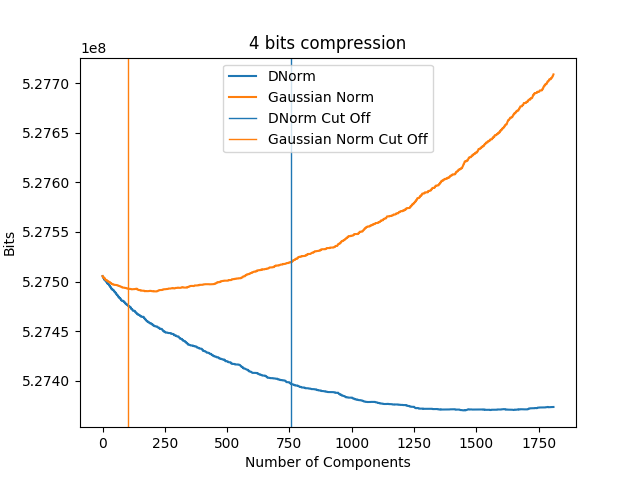 4 bits compression
1e8
5.2770
5.2765
5.2760
5.2755
5.2750
5.2745
5.2740
Bits
DNorm
Gaussian Norm
DNorm Cut Off
Gaussian Norm Cut Off
0 250 500 750 1000 1250 1500 1750
Number of Components